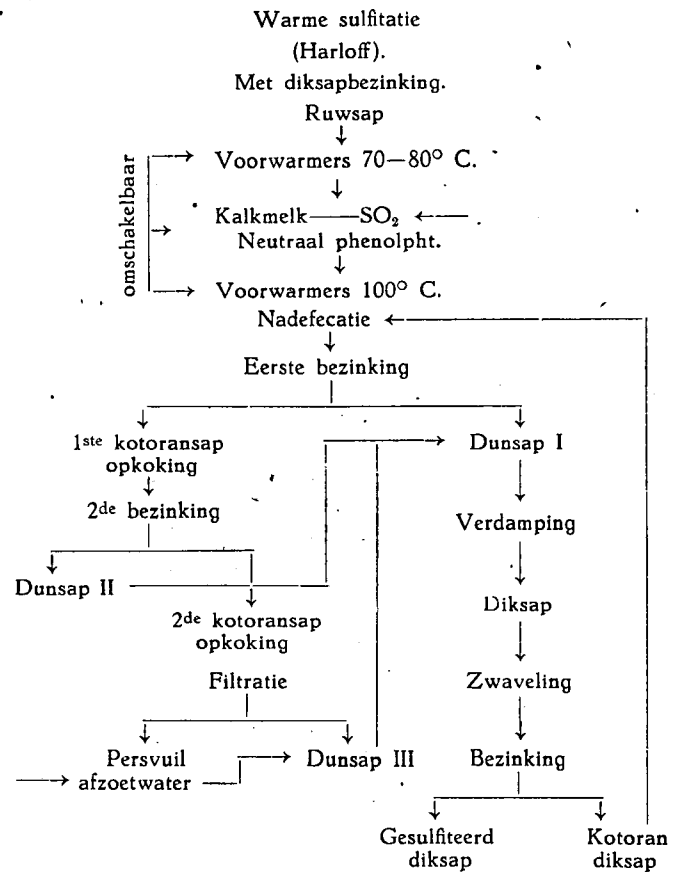 Warme sulfitatie
(Harloff).
Met diksapbezinking.
Ruwsap
omschakelbaar
Voorwarmers 70—80° C.
Kalkmelk——SO₂
Neutraal phenolpht.
Voorwarmers 100° C.
Nadefecatie
Eerste bezinking
1ste kotoransap
opkoking
Dunsap I
2de bezinking
Verdamping
Dunsap II
2de kotoransap
opkoking
Diksap
Filtratie
Zwaveling
Persvuil
afzoetwater
Dunsap III
Bezinking
Gesulfiteerd
diksap
Kotoran
diksap